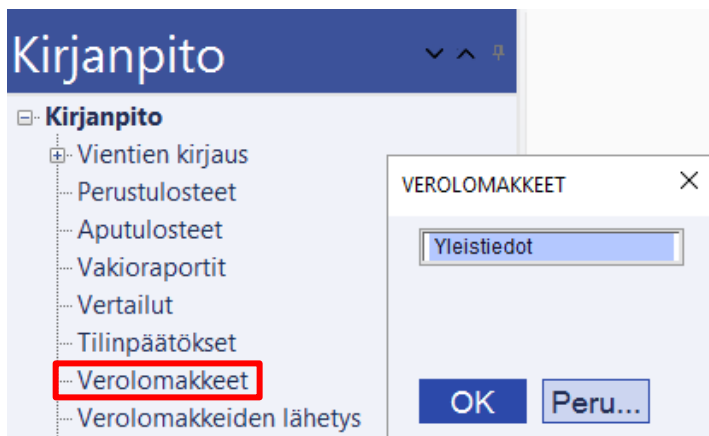 Kirjanpito
Kirjanpito
Vientien kirjaus
Perustulosteet
Aputulosteet
Vakioraportit
Vertailut
Tilinpäätökset
Verolomakkeet
Verolomakkeiden lähetys
VEROLOMAKKEET
Yleistiedot
OK
Peru...